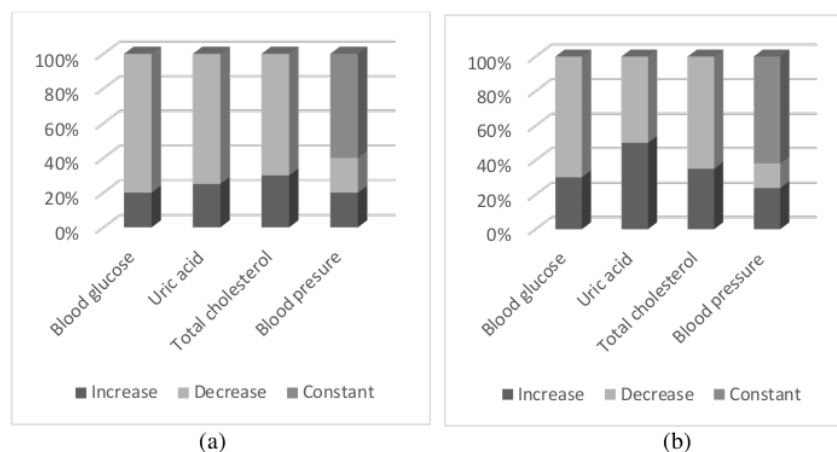 100%
80%
60%
40%
20%
0%
Blood glucose
Uric acid
Total cholesterol
Blood presure
Increase Decrease Constant
(a)
100%
80%
60%
40%
20%
0%
Blood glucose
Uric acid
Total cholesterol
Blood pressure
Increase Decrease Constant
(b)